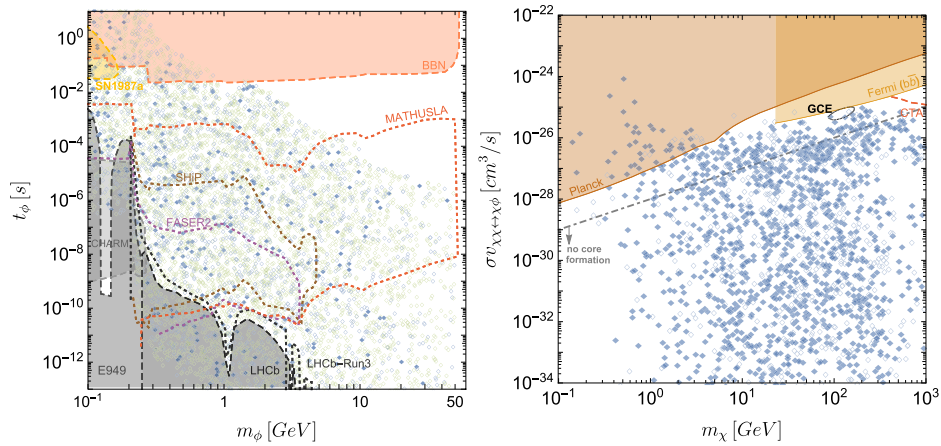 10^0
10^-2
10^-4
10^-6
10^-8
10^-10
10^-12
t_ϕ [s]
BBN
SN1987a
MATHUSLA
SHiP
FASER2
CHARM
E949
LHCb
LHCb-Run3
10^-1
1
10
50
m_ϕ [GeV]
10^-22
10^-24
10^-26
10^-28
10^-30
10^-32
10^-34
σv_χχ↔χϕ [cm^3/s]
Fermi (bb̅)
GCE
CTA
Planck
no core
formation
10^-1
10^0
10^1
10^2
10^3
m_χ [GeV]